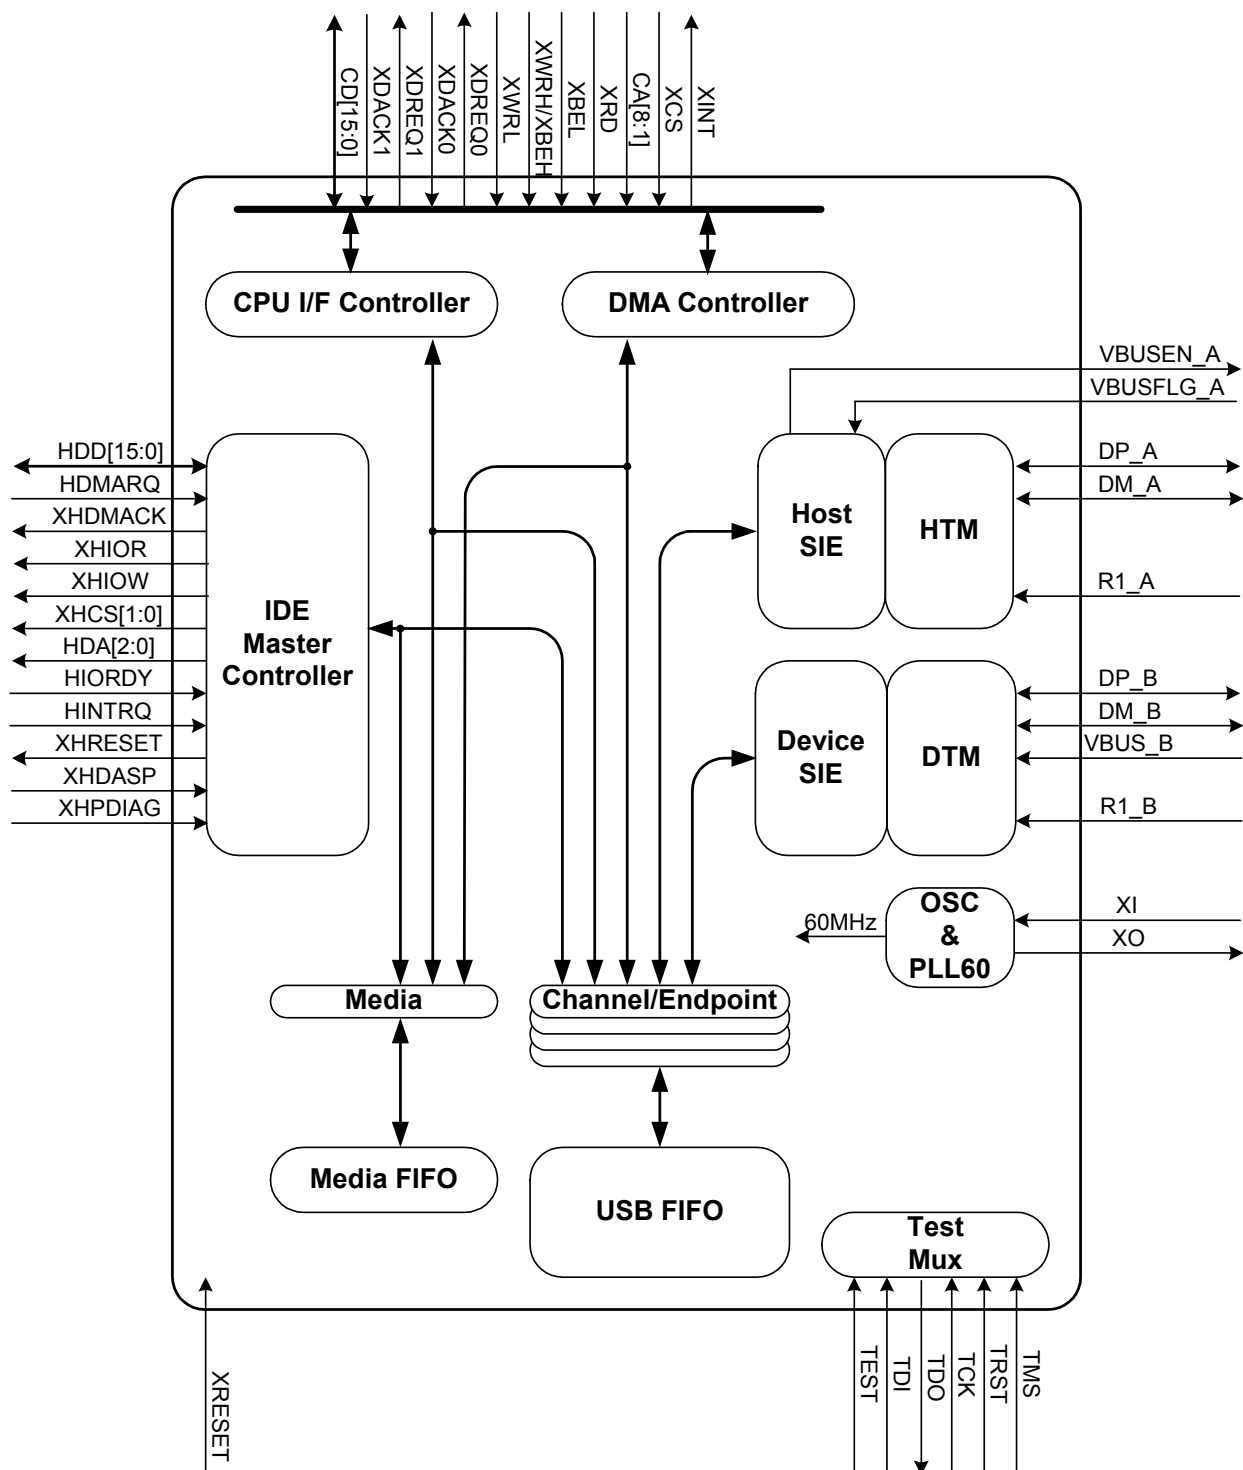 CD[15:0]
XDACK1
XDREQ1
XDACK0
XDREQ0
XWRL
XWRH/XBEH
XBEL
XRD
CA[8:1]
XCS
XINT
CPU I/F Controller
DMA Controller
VBUSEN_A
VBUSFLG_A
HDD[15:0]
HDMARQ
XHDMACK
XHIOR
XHIOW
XHCS[1:0]
HDA[2:0]
HIORDY
HINTRQ
XHRESET
XHDASP
XHPDIAG
IDE
Master
Controller
Host
SIE
HTM
DP_A
DM_A
R1_A
Device
SIE
DTM
DP_B
DM_B
VBUS_B
R1_B
60MHz
OSC
&
PLL60
XI
XO
Media
Channel/Endpoint
Media FIFO
USB FIFO
Test
Mux
XRESET
TEST
TDI
TDO
TCK
TRST
TMS